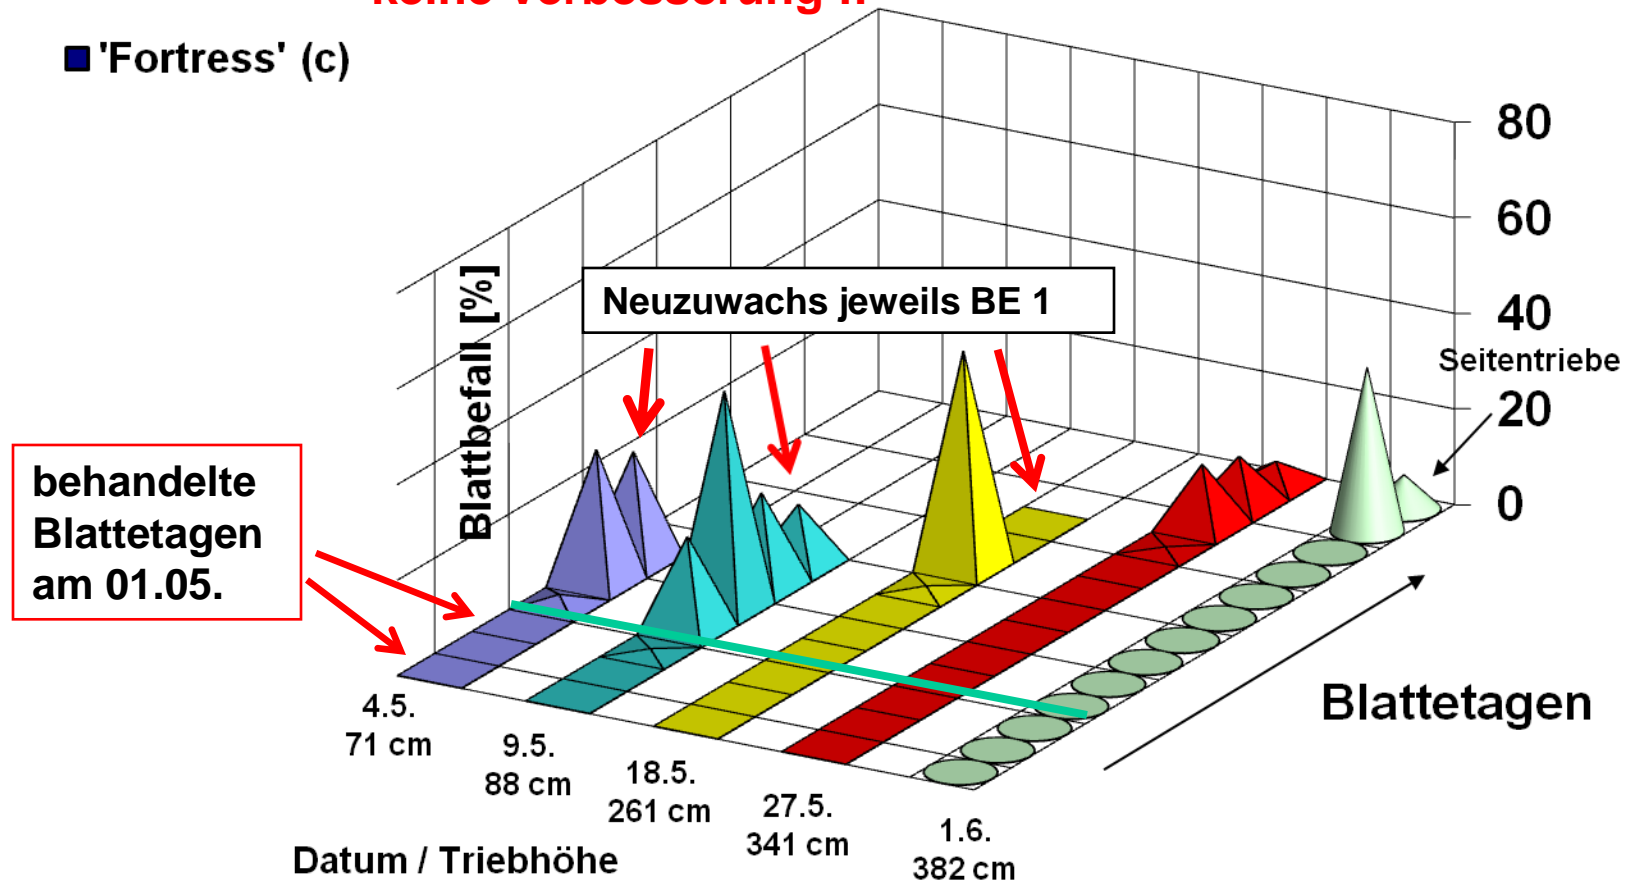 keine Verbesserung !!
'Fortress' (c)
80
60
40
20
0
Blattbefall [%]
Neuzuwachs jeweils BE 1
Seitentriebe
behandelte
Blattetagen
am 01.05.
Blattetagen
4.5.
71 cm
9.5.
88 cm
18.5.
261 cm
27.5.
341 cm
1.6.
382 cm
Datum / Triebhöhe